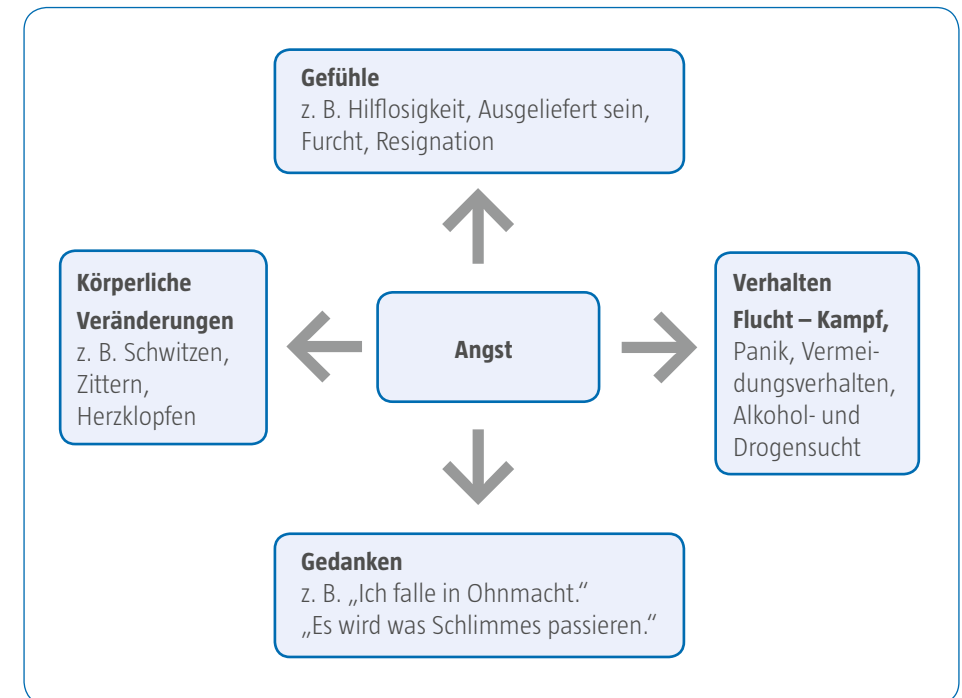 Gefühle
z. B. Hilflosigkeit, Ausgeliefert sein,
Furcht, Resignation
Körperliche
Veränderungen
z. B. Schwitzen,
Zittern,
Herzklopfen
Angst
Verhalten
Flucht – Kampf,
Panik, Vermei-
dungsverhalten,
Alkohol- und
Drogensucht
Gedanken
z. B. „Ich falle in Ohnmacht.“
„Es wird was Schlimmes passieren.“